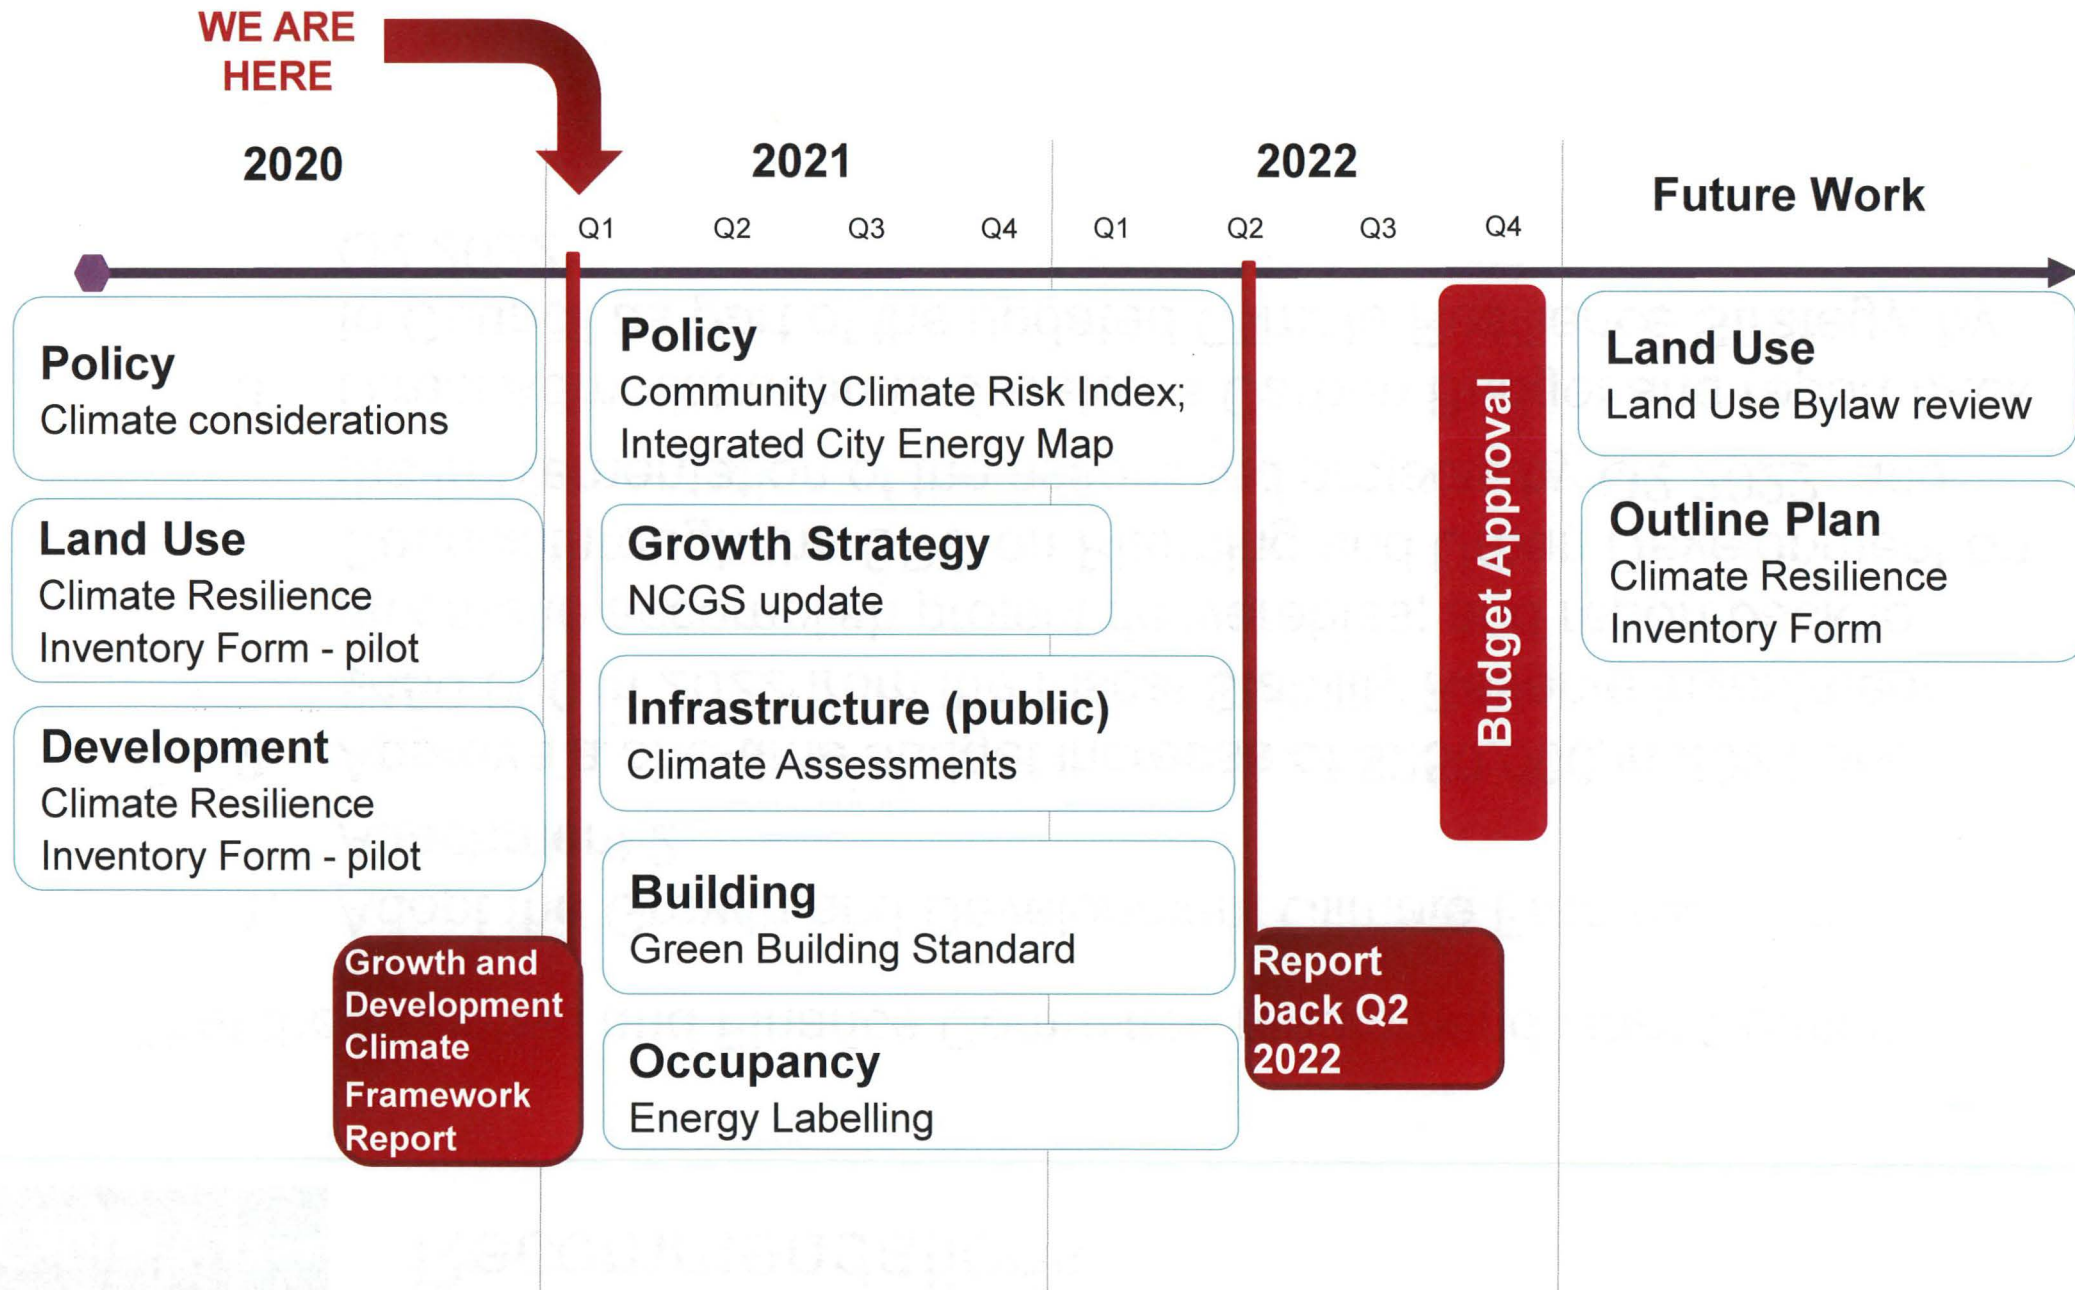 WE ARE
HERE
2020
2021
2022
Future Work
Q1
Q2
Q3
Q4
Q1
Q2
Q3
Q4
Policy
Climate considerations
Land Use
Climate Resilience
Inventory Form - pilot
Development
Climate Resilience
Inventory Form - pilot
Growth and
Development
Climate
Framework
Report
Policy
Community Climate Risk Index;
Integrated City Energy Map
Growth Strategy
NCGS update
Infrastructure (public)
Climate Assessments
Building
Green Building Standard
Occupancy
Energy Labelling
Report
back Q2
2022
Budget Approval
Land Use
Land Use Bylaw review
Outline Plan
Climate Resilience
Inventory Form